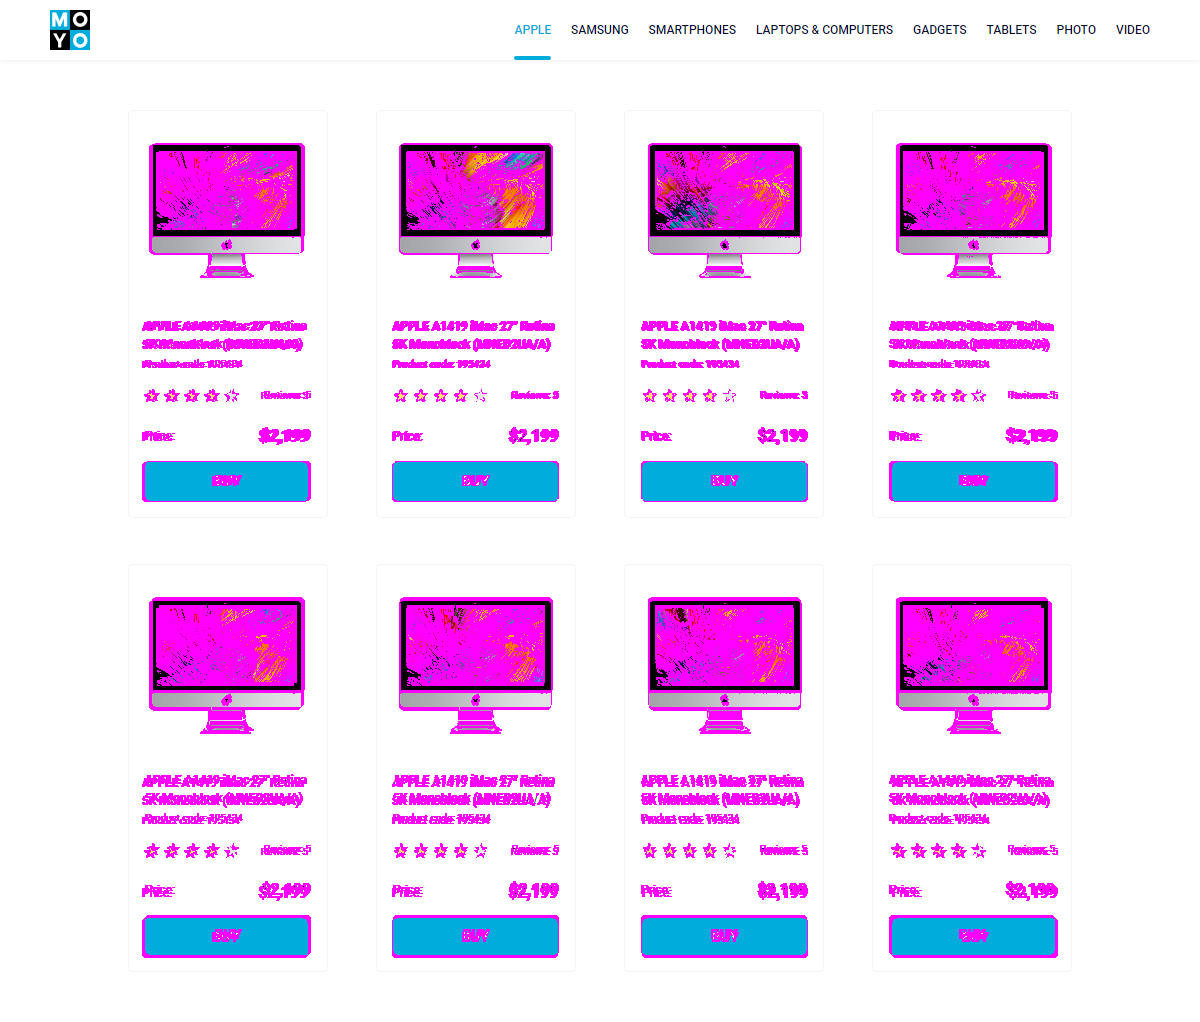 MO
YO
APPLE SAMSUNG SMARTPHONES LAPTOPS & COMPUTERS GADGETS TABLETS PHOTO VIDEO
APPLE A1419 iMac 27" Retina APPLE A1419 iMac 27" Retina APPLE A1419 iMac 27" Retina APPLE A1419 iMac 27" Retina
5K Monoblock (MNE92UA/A) 5K Monoblock (MNE92UA/A) 5K Monoblock (MNE92UA/A) 5K Monoblock (MNE92UA/A)
Product code: 195434 Product code: 195434 Product code: 195434 Product code: 195434
Reviews: 5 Reviews: 5 Reviews: 5 Reviews: 5
Price: $2,199 Price: $2,199 Price: $2,199 Price: $2,199
BUY BUY BUY BUY
APPLE A1419 iMac 27" Retina APPLE A1419 iMac 27" Retina APPLE A1419 iMac 27" Retina APPLE A1419 iMac 27" Retina
5K Monoblock (MNE92UA/A) 5K Monoblock (MNE92UA/A) 5K Monoblock (MNE92UA/A) 5K Monoblock (MNE92UA/A)
Product code: 195434 Product code: 195434 Product code: 195434 Product code: 195434
Reviews: 5 Reviews: 5 Reviews: 5 Reviews: 5
Price: $2,199 Price: $2,199 Price: $2,199 Price: $2,199
BUY BUY BUY BUY